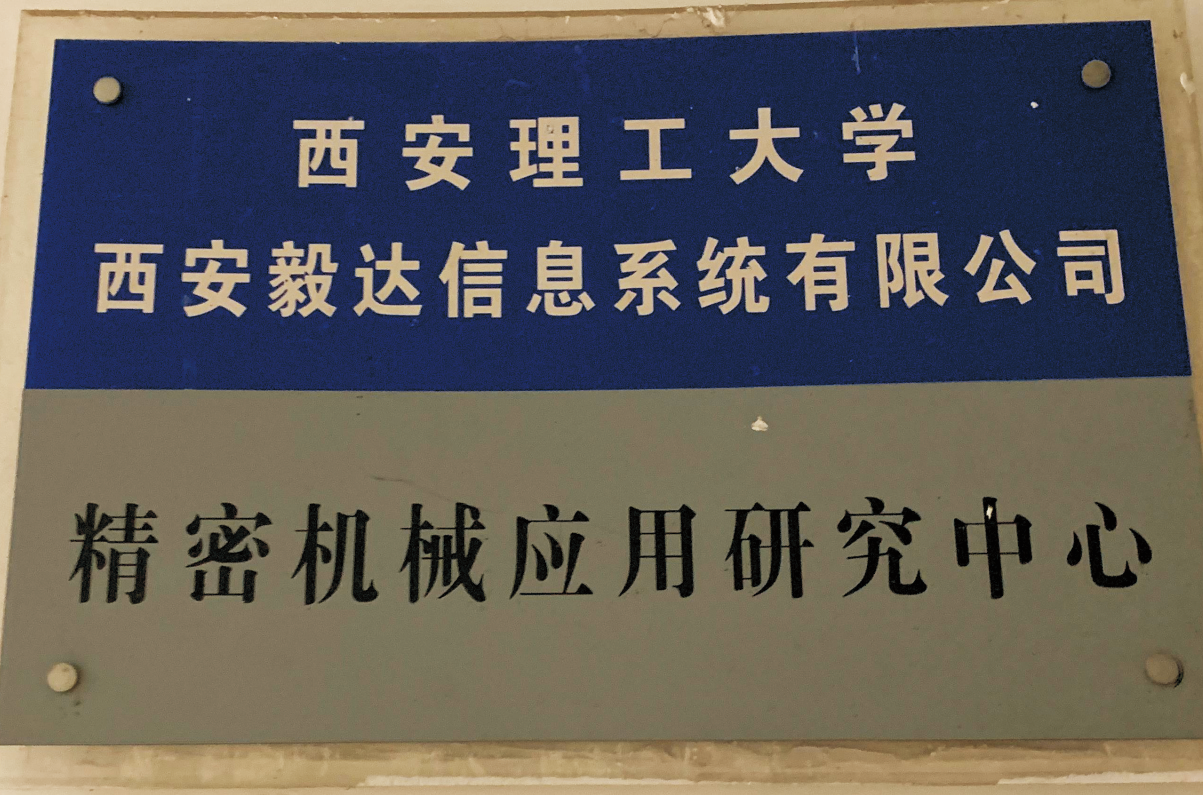 西安理工大学
西安毅达信息系统有限公司
精密机械应用研究中心